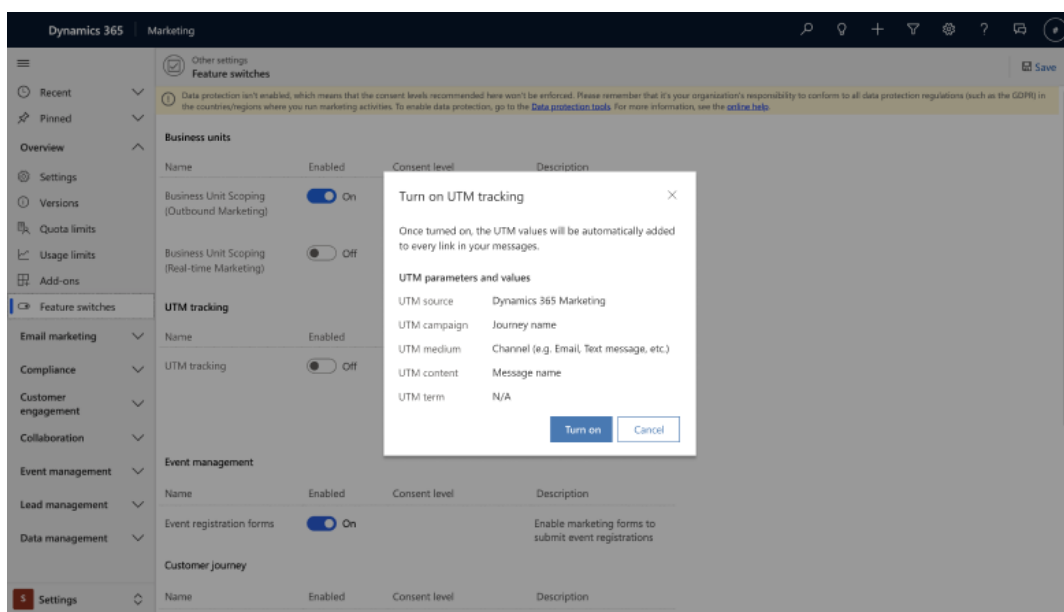 Dynamics 365 Marketing
Other settings
Feature switches
Save
Data protection isn't enabled, which means that the consent levels recommended here won't be enforced. Please remember that it's your organization's responsibility to conform to all data protection regulations (such as the GDPR) in
the countries/regions where you run marketing activities. To enable data protection, go to the Data protection tools. For more information, see the online help.
Recent
Pinned
Overview
Settings
Versions
Quota limits
Usage limits
Add-ons
Feature switches
Email marketing
Compliance
Customer
engagement
Collaboration
Event management
Lead management
Data management
S Settings
Business units
Name Enabled Consent level Description
Business Unit Scoping
(Outbound Marketing)
On
Business Unit Scoping
(Real-time Marketing)
Off
UTM tracking
Name Enabled
UTM tracking Off
Event management
Name Enabled Consent level Description
Event registration forms On Enable marketing forms to
submit event registrations
Customer journey
Name Enabled Consent level Description
Turn on UTM tracking
Once turned on, the UTM values will be automatically added
to every link in your messages.
UTM parameters and values
UTM source Dynamics 365 Marketing
UTM campaign Journey name
UTM medium Channel (e.g. Email, Text message, etc.)
UTM content Message name
UTM term N/A
Turn on Cancel